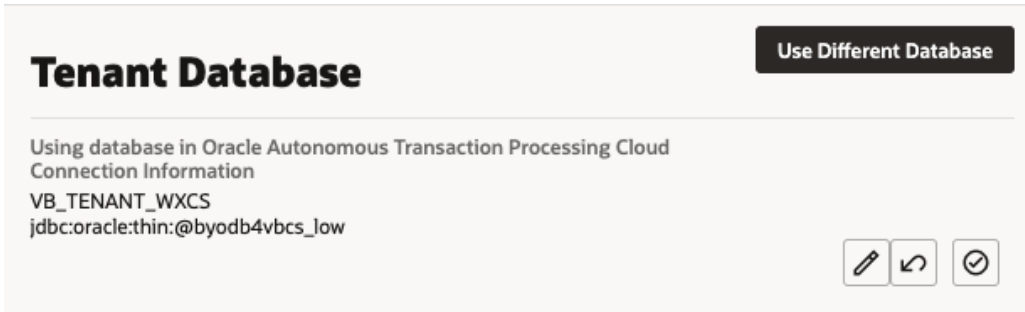 Tenant Database
Use Different Database
Using database in Oracle Autonomous Transaction Processing Cloud
Connection Information
VB_TENANT_WXCS
jdbc:oracle:thin:@byodb4vbcs_low